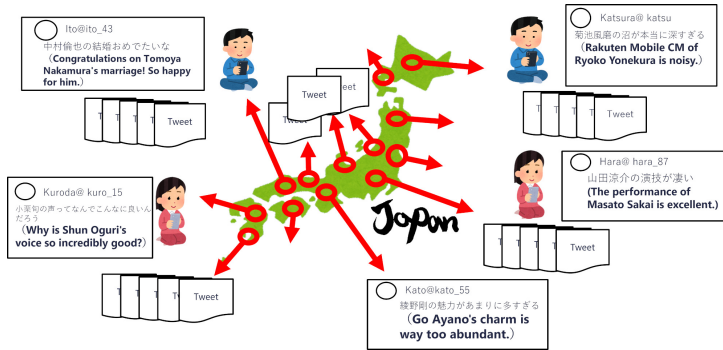 Ito@ito_43
中村倫也の結婚おめでたいな
(Congratulations on Tomoya
Nakamura's marriage! So happy
for him.)
Tweet
Katsura@ katsu
菊池風磨の沼が本当に深すぎる
(Rakuten Mobile CM of
Ryoko Yonekura is noisy.)
Tweet
Tweet
Tweet
Kuroda@ kuro_15
小栗旬の声ってなんでこんなに良いん
だろう
(Why is Shun Oguri's
voice so incredibly good?)
Tweet
Hara@ hara_87
山田涼介の演技が凄い
(The performance of
Masato Sakai is excellent.)
Tweet
Japan
Kato@kato_55
綾野剛の魅力があまりに多すぎる
(Go Ayano's charm is
way too abundant.)